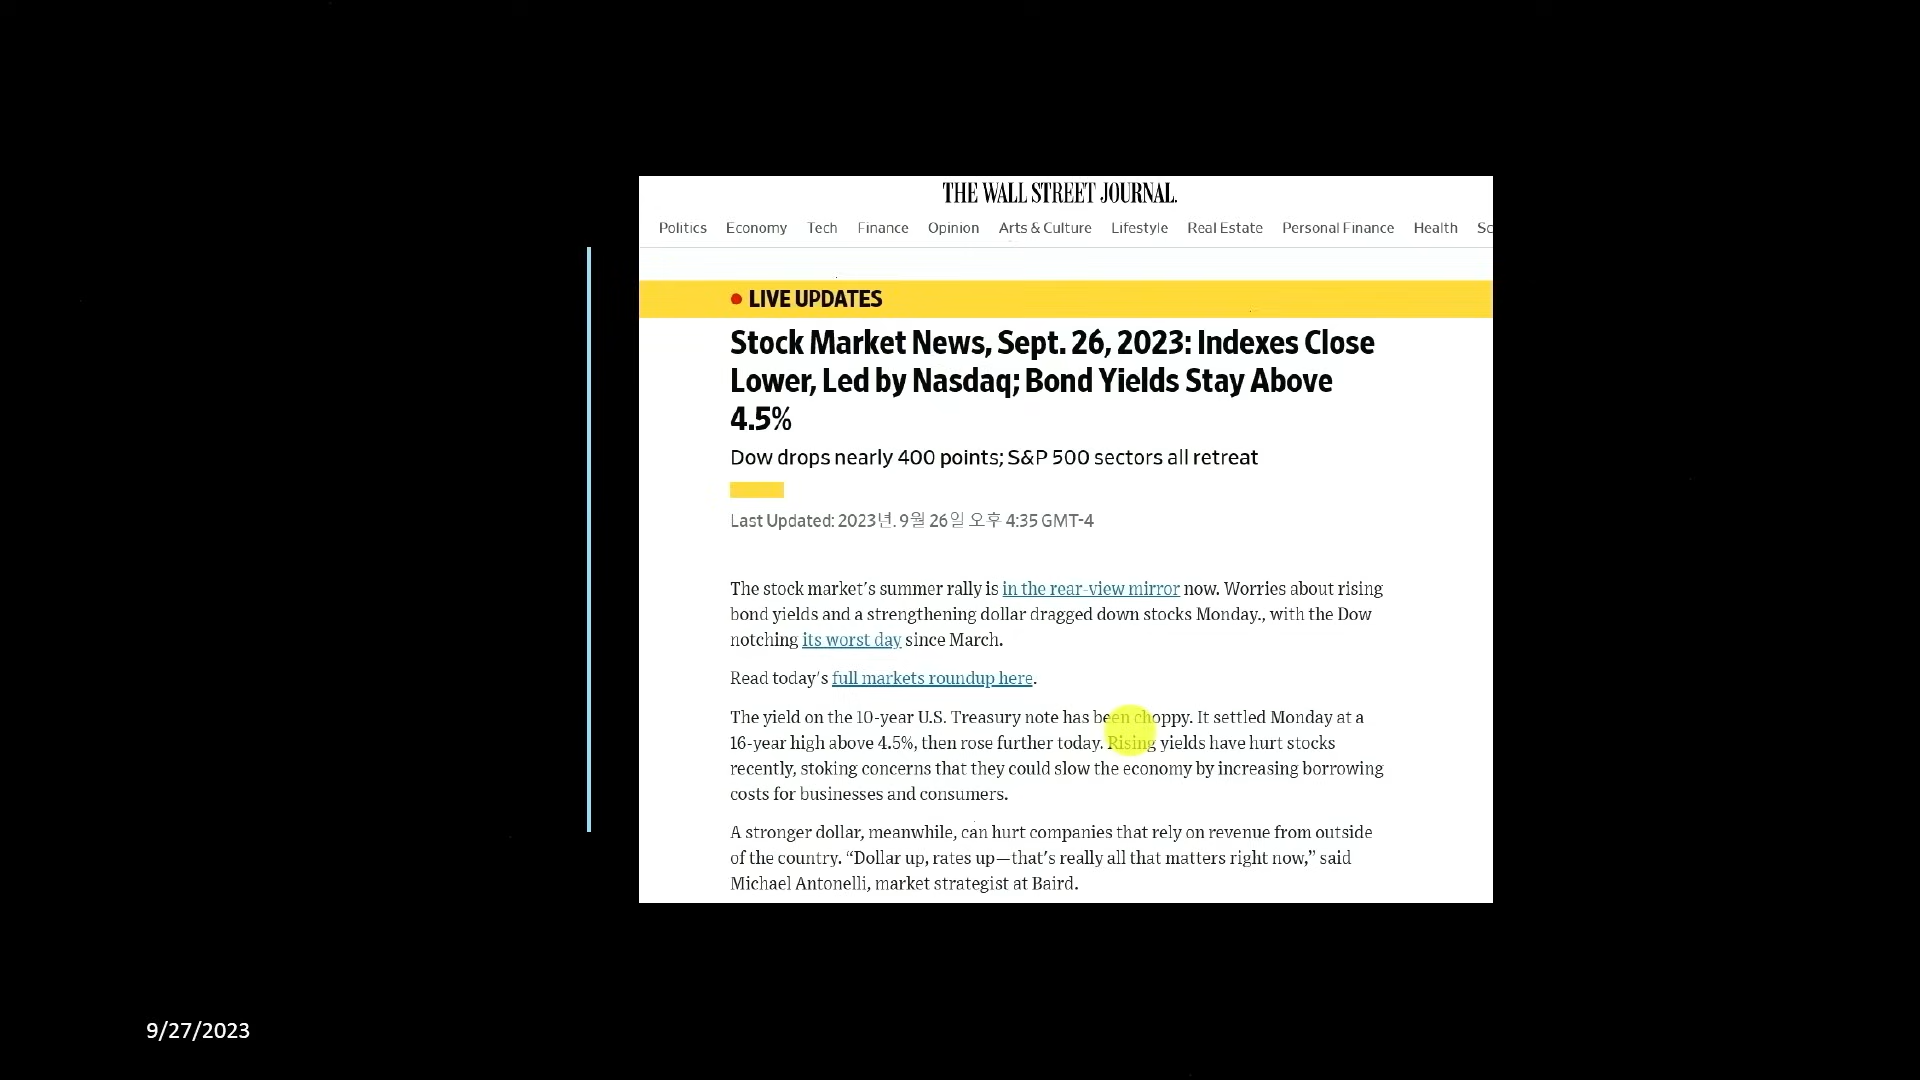 THE WALL STREET JOURNAL.
Politics Economy Tech Finance Opinion Arts & Culture Lifestyle Real Estate Personal Finance Health
LIVE UPDATES
Stock Market News, Sept. 26, 2023: Indexes Close
Lower, Led by Nasdaq; Bond Yields Stay Above
4.5%
Dow drops nearly 400 points; S&P 500 sectors all retreat
Last Updated: 2023년. 9월 26일 오후 4:35 GMT-4
The stock market's summer rally is in the rear-view mirror now. Worries about rising
bond yields and a strengthening dollar dragged down stocks Monday., with the Dow
notching its worst day since March.
Read today's full markets roundup here.
The yield on the 10-year U.S. Treasury note has been choppy. It settled Monday at a
16-year high above 4.5%, then rose further today. Rising yields have hurt stocks
recently, stoking concerns that they could slow the economy by increasing borrowing
costs for businesses and consumers.
A stronger dollar, meanwhile, can hurt companies that rely on revenue from outside
of the country. “Dollar up, rates up—that's really all that matters right now,” said
Michael Antonelli, market strategist at Baird.
9/27/2023